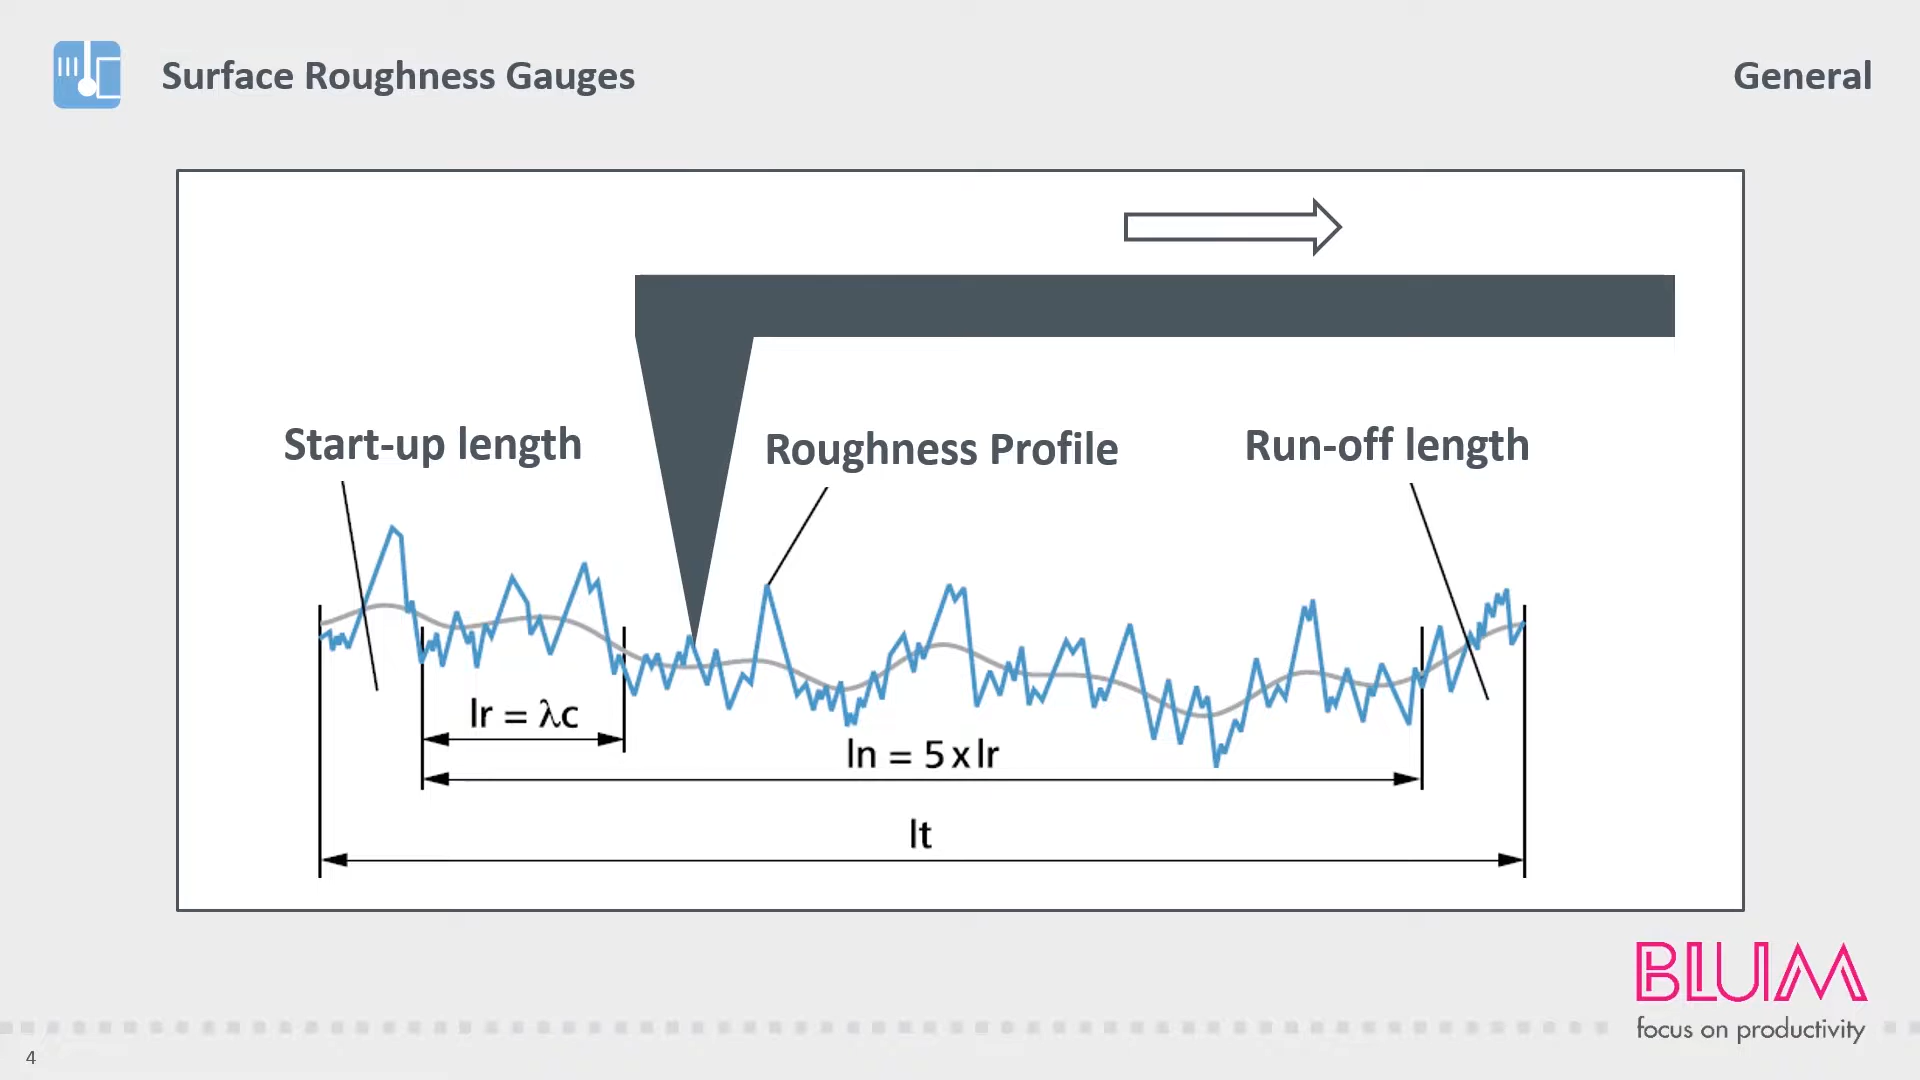 Surface Roughness Gauges
General
Start-up length
Roughness Profile
Run-off length
lr = λc
ln = 5 x lr
lt
BLUM
focus on productivity
4